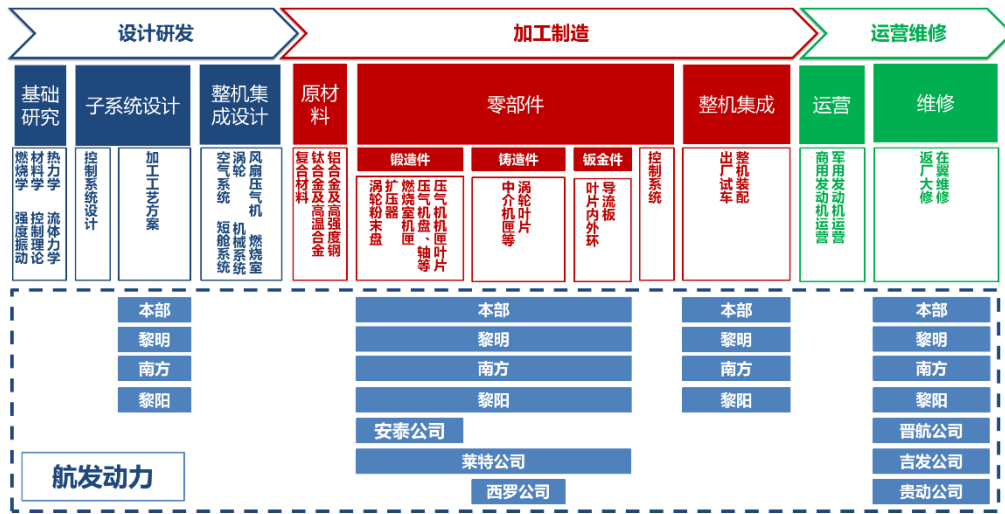 设计研发
加工制造
运营维修
基础
研究
子系统设计
整机集
成设计
原材
料
零部件
整机集成
运营
维修
热力学 流体力学
材料学 控制理论
燃烧学 强度振动
控制系统设计
加工工艺方案
风扇压气机 燃烧室
涡轮 机械系统
空气系统 短舱系统
铝合金及高强度钢
钛合金及高温合金
复合材料
锻造件
压气机机匣叶片
压气机盘、轴等
燃烧室机匣
扩压器
涡轮粉末盘
铸造件
涡轮叶片
中介机匣等
钣金件
导流板
叶片内外环
控制系统
整机装配
出厂试车
军用发动机运营
商用发动机运营
在翼维修
返厂大修
本部
本部
本部
本部
黎明
黎明
黎明
黎明
南方
南方
南方
南方
黎阳
黎阳
黎阳
黎阳
安泰公司
晋航公司
莱特公司
吉发公司
西罗公司
贵动公司
航发动力